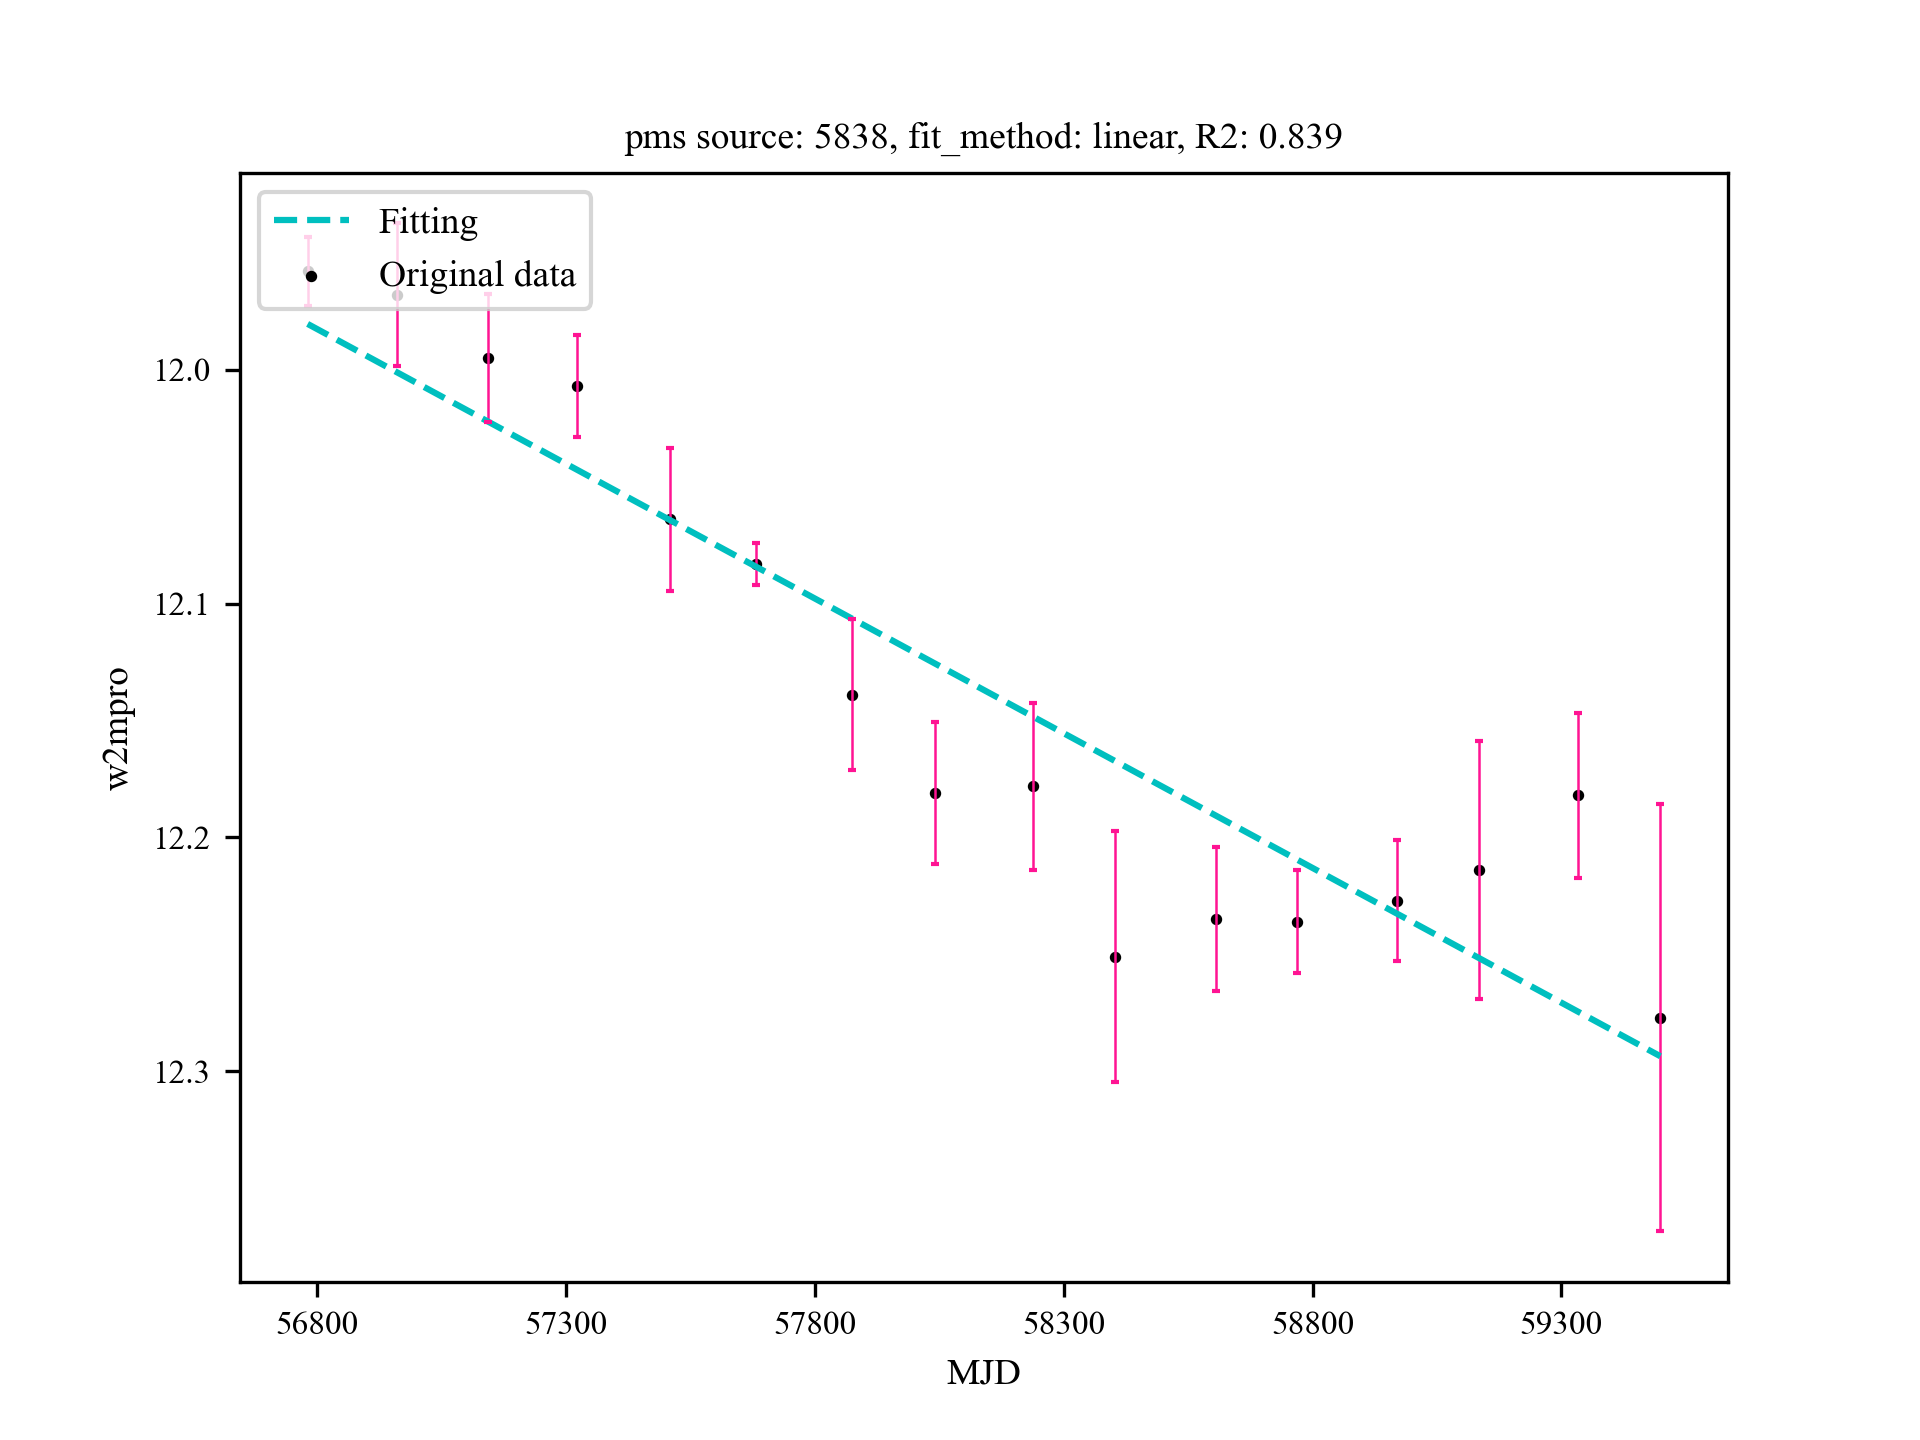 pms source: 5838, fit_method: linear, R2: 0.839
Fitting
Original data
12.0
12.1
12.2
12.3
w2mpro
56800 57300 57800 58300 58800 59300
MJD